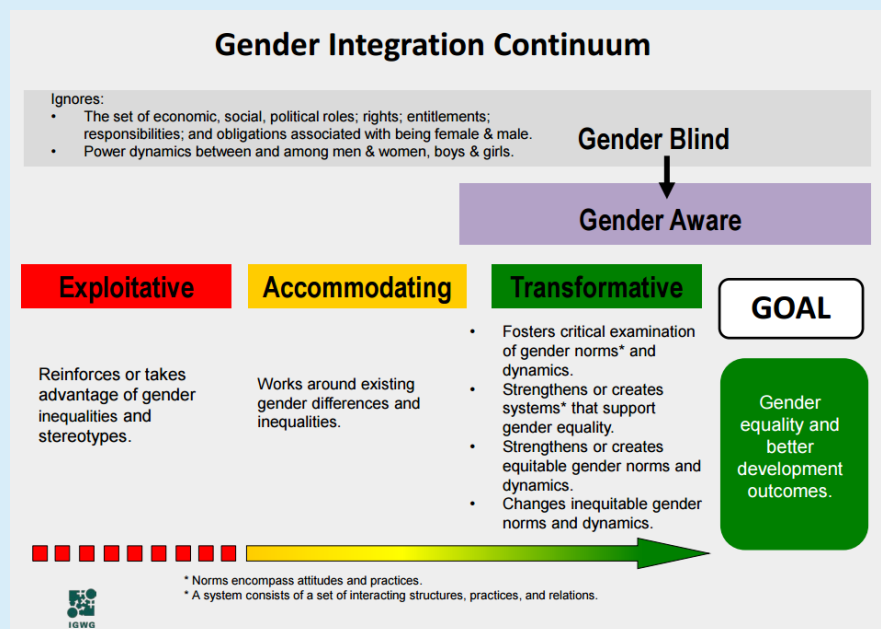 Gender Integration Continuum
Ignores:
• The set of economic, social, political roles; rights; entitlements;
responsibilities; and obligations associated with being female & male.
• Power dynamics between and among men & women, boys & girls.
Gender Blind
Gender Aware
Exploitative
Reinforces or takes
advantage of gender
inequalities and
stereotypes.
Accommodating
Works around existing
gender differences and
inequalities.
Transformative
• Fosters critical examination
of gender norms* and
dynamics.
• Strengthens or creates
systems* that support
gender equality.
• Strengthens or creates
equitable gender norms and
dynamics.
• Changes inequitable gender
norms and dynamics.
GOAL
Gender
equality and
better
development
outcomes.
* Norms encompass attitudes and practices.
* A system consists of a set of interacting structures, practices, and relations.
IGWG